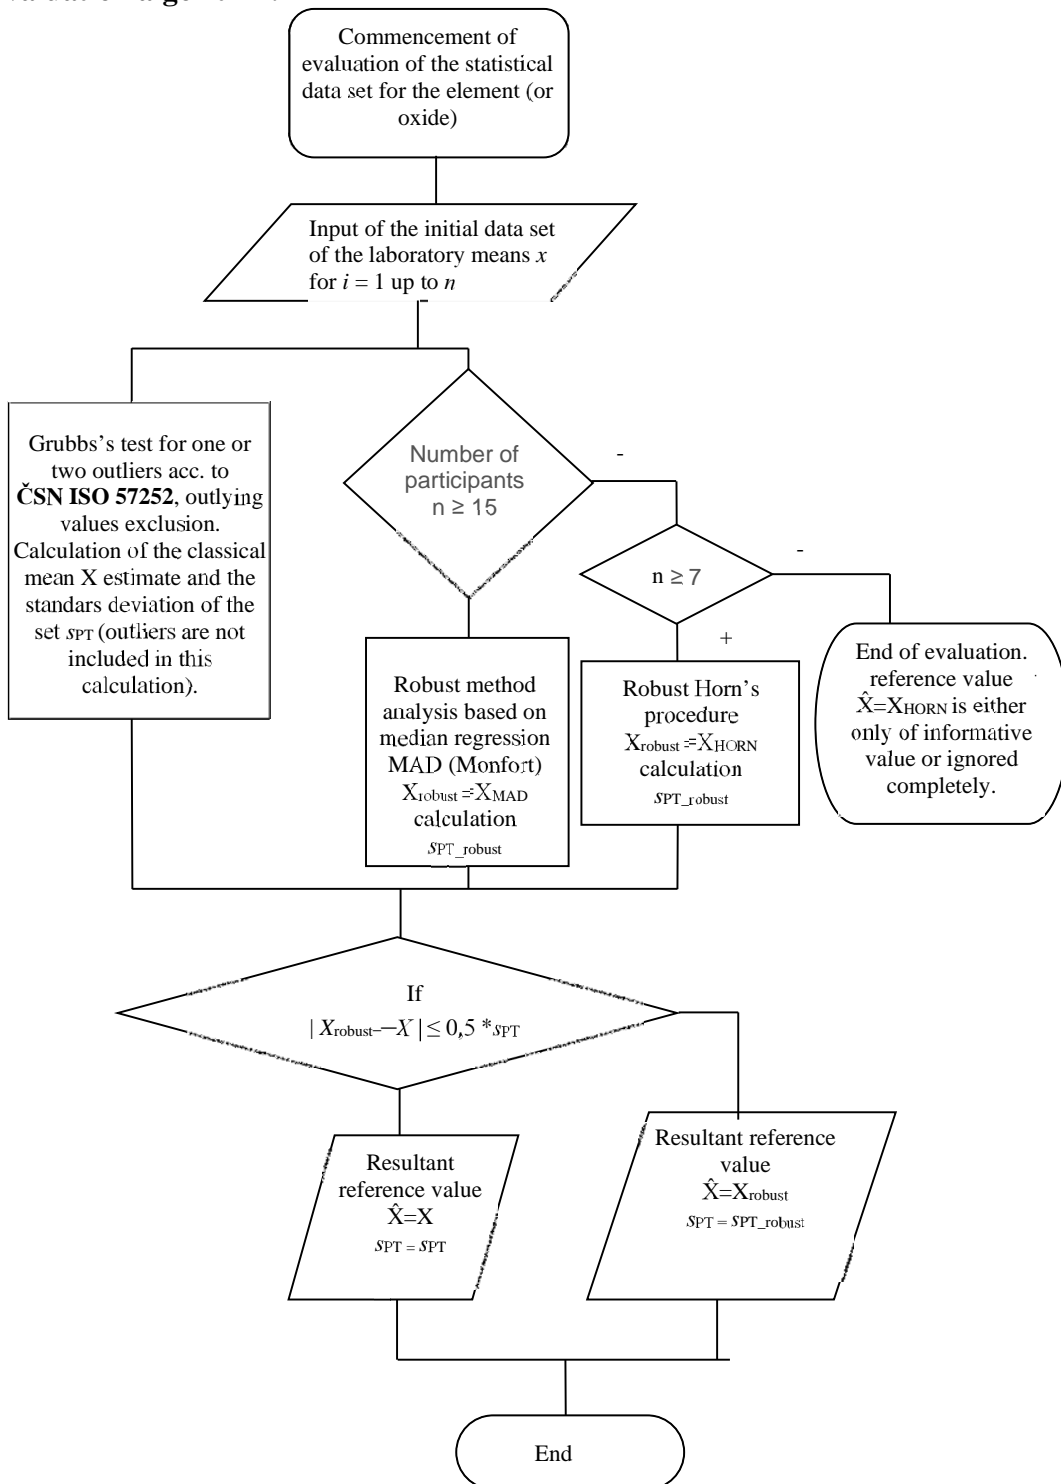 Commencement of
evaluation of the statistical
data set for the element (or
oxide)
Input of the initial data set
of the laboratory means x
for i = 1 up to n
Grubbs's test for one or
two outliers acc. to
ČSN ISO 57252, outlying
values exclusion.
Calculation of the classical
mean X estimate and the
standars deviation of the
set sPT (outliers are not
included in this
calculation).
Number of
participants
n ≥ 15
-
n ≥ 7
-
+
Robust method
analysis based on
median regression
MAD (Monfort)
Xrobust =XMAD
calculation
sPT_robust
Robust Horn's
procedure
Xrobust =XHORN
calculation
sPT_robust
End of evaluation.
reference value
X̂=XHORN is either
only of informative
value or ignored
completely.
If
| Xrobust–—X | ≤ 0,5 *sPT
Resultant
reference value
X̂=X
sPT = sPT
Resultant reference
value
X̂=Xrobust
sPT = sPT_robust
End